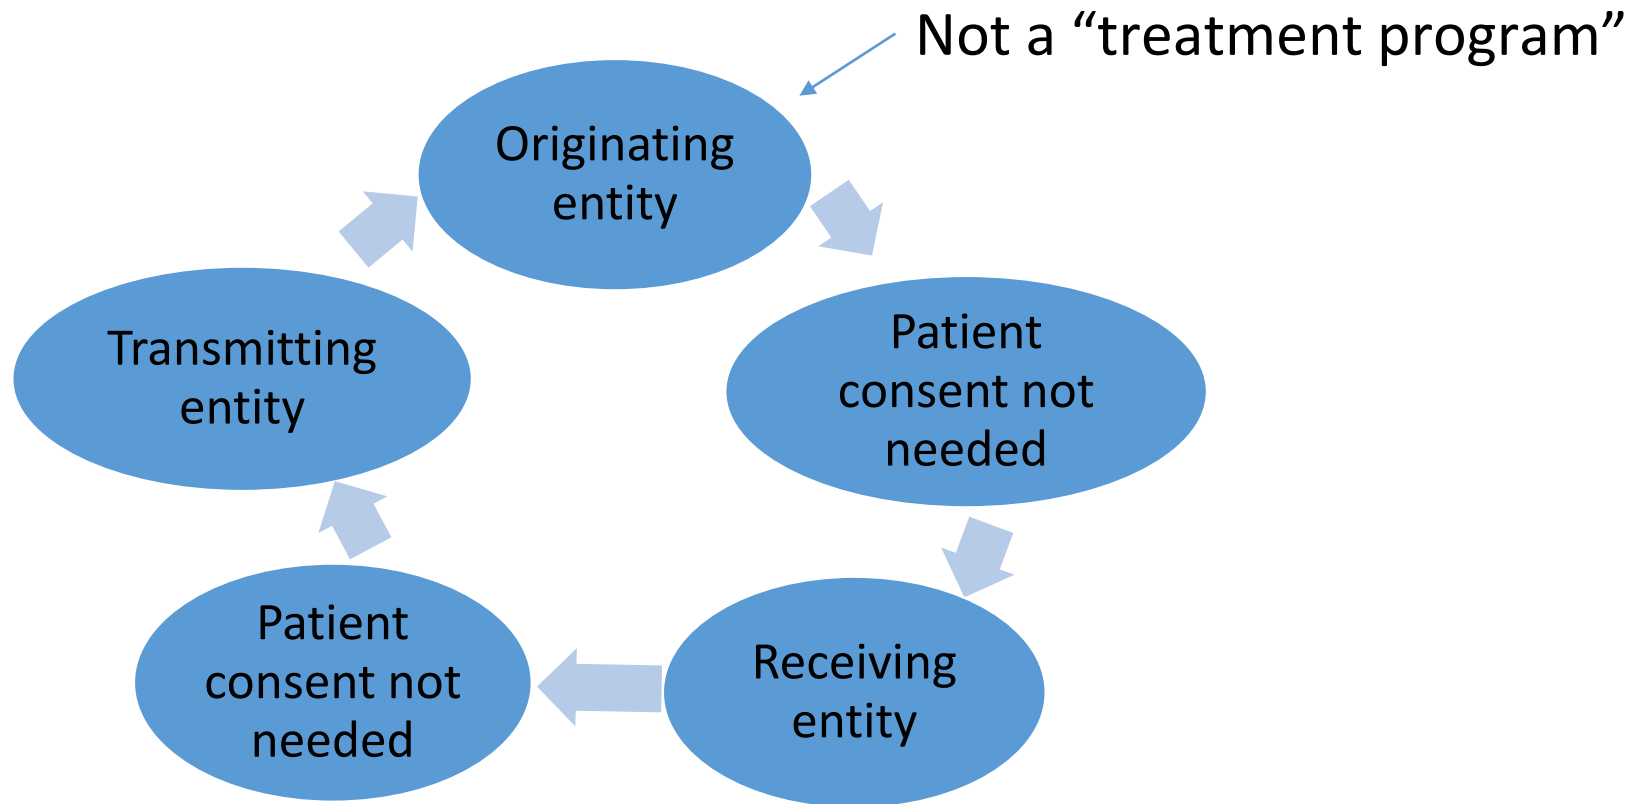 Not a “treatment program”
Originating
entity
Patient
consent not
needed
Receiving
entity
Patient
consent not
needed
Transmitting
entity